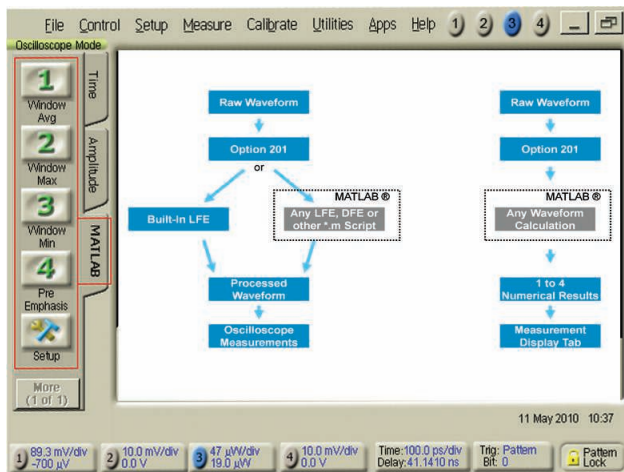 File Control Setup Measure Calibrate Utilities Apps Help 1 2 3 4
Oscilloscope Mode
1
Window
Avg
2
Window
Max
3
Window
Min
4
Pre
Emphasis
Setup
More
(1 of 1)
Time
Amplitude
MATLAB
Raw Waveform
Option 201
or
Built-In LFE
MATLAB ®
Any LFE, DFE or
other *.m Script
Processed
Waveform
Oscilloscope
Measurements
Raw Waveform
Option 201
MATLAB ®
Any Waveform
Calculation
1 to 4
Numerical Results
Measurement
Display Tab
11 May 2010 10:37
1 89.3 mV/div
-700 µV
2 10.0 mV/div
0.0 V
3 47 µW/div
19.0 µW
4 10.0 mV/div
0.0 V
Time:100.0 ps/div
Delay:41.1410 ns
Trig: Pattern
Bit: 0
Pattern
Lock